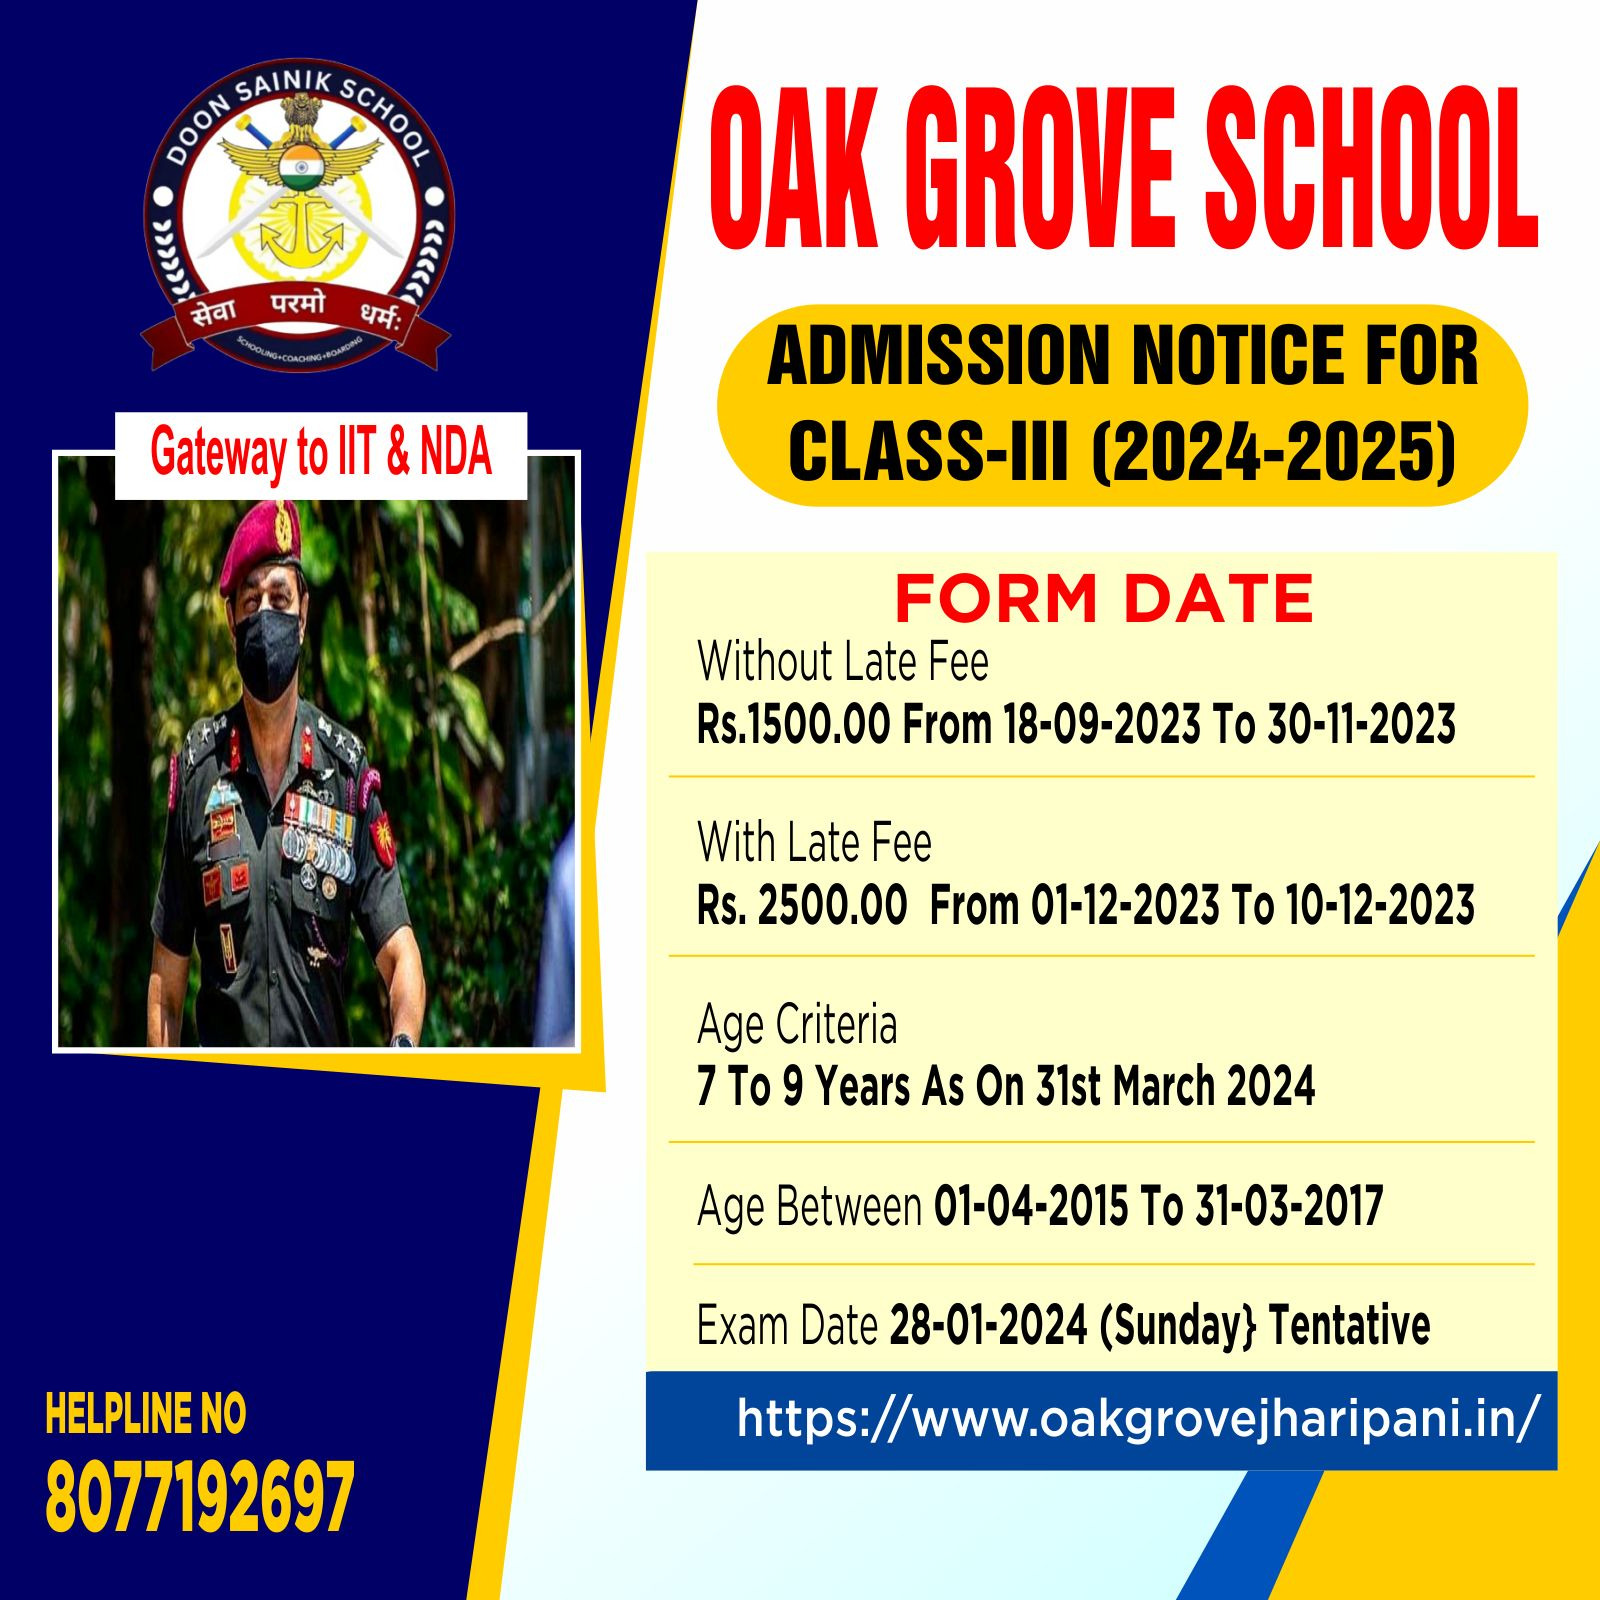 DOON SAINIK SCHOOL
सेवा परमो धर्म:
SCHOOLING+COACHING+BOARDING
Gateway to IIT & NDA
HELPLINE NO
8077192697
OAK GROVE SCHOOL
ADMISSION NOTICE FOR
CLASS-III (2024-2025)
FORM DATE
Without Late Fee
Rs.1500.00 From 18-09-2023 To 30-11-2023
With Late Fee
Rs. 2500.00 From 01-12-2023 To 10-12-2023
Age Criteria
7 To 9 Years As On 31st March 2024
Age Between 01-04-2015 To 31-03-2017
Exam Date 28-01-2024 (Sunday} Tentative
https://www.oakgrovejharipani.in/